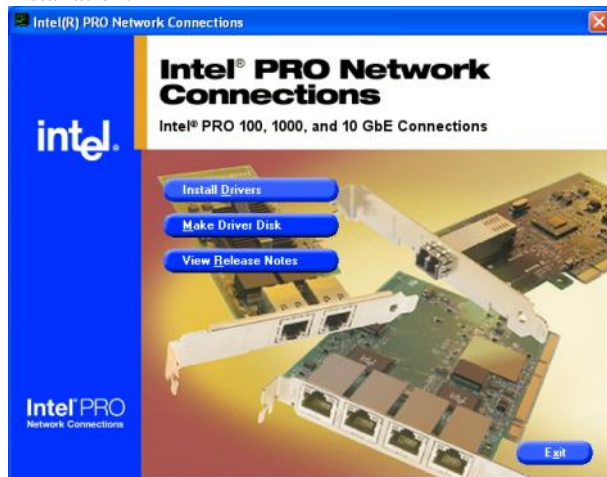 Intel(R) PRO Network Connections
Intel® PRO Network
Connections
Intel® PRO 100, 1000, and 10 GbE Connections
intel.
Install Drivers
Make Driver Disk
View Release Notes
Intel® PRO
Network Connections
Exit